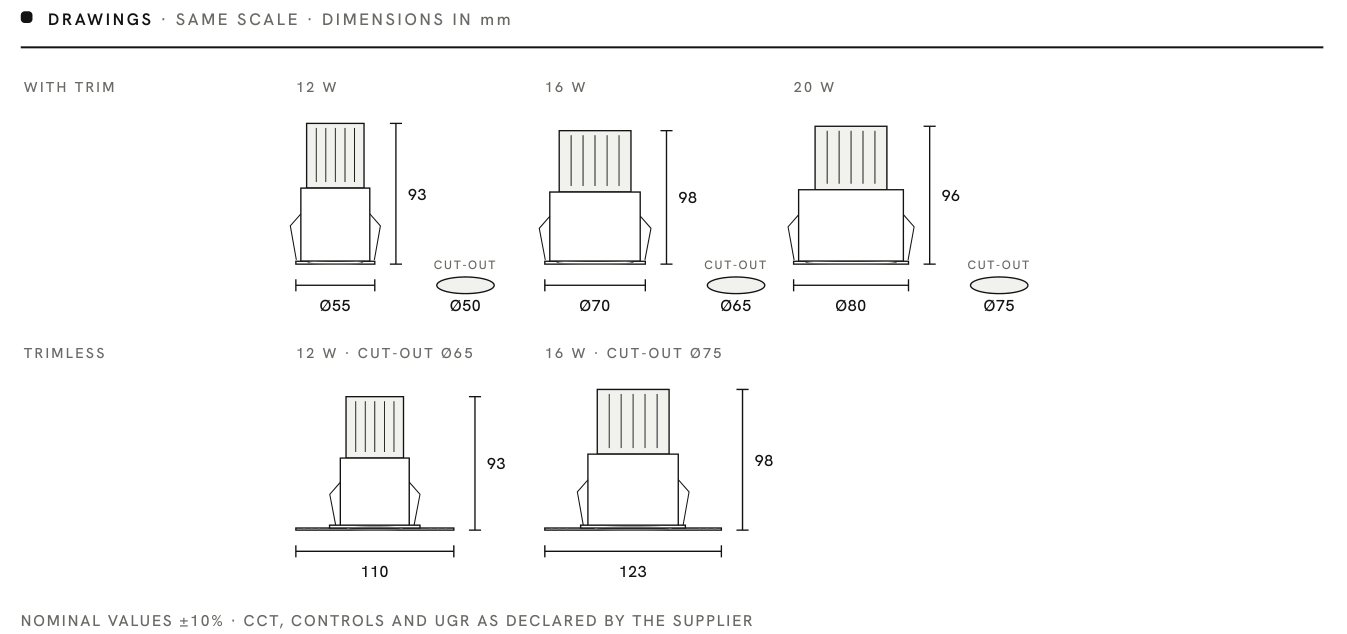 DRAWINGS · SAME SCALE · DIMENSIONS IN mm
WITH TRIM
12 W
16 W
20 W
93
98
96
CUT-OUT
CUT-OUT
CUT-OUT
Ø55
Ø50
Ø70
Ø65
Ø80
Ø75
TRIMLESS
12 W · CUT-OUT Ø65
16 W · CUT-OUT Ø75
93
98
110
123
NOMINAL VALUES ±10% · CCT, CONTROLS AND UGR AS DECLARED BY THE SUPPLIER